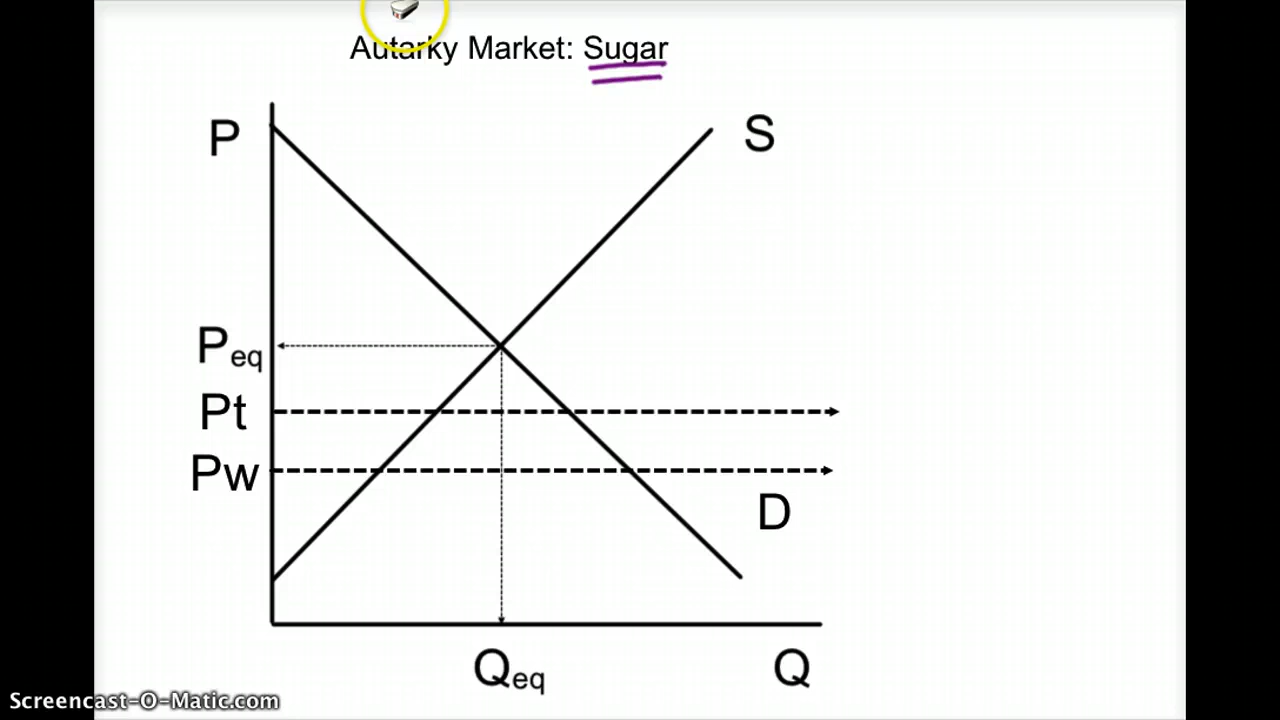 Autarky Market: Sugar
P
S
Peq
Pt
Pw
D
Qeq
Q
Screencast-O-Matic.com